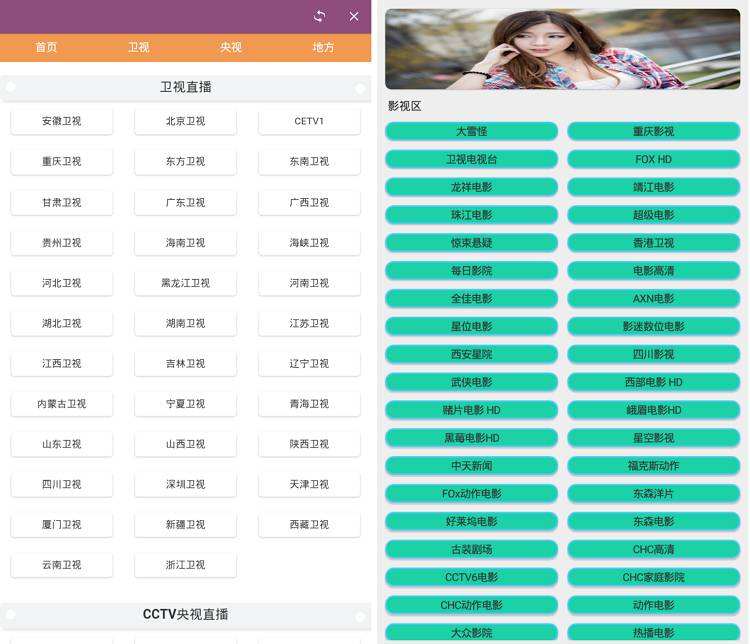 首页 卫视 央视 地方
卫视直播
安徽卫视 北京卫视 CETV1
重庆卫视 东方卫视 东南卫视
甘肃卫视 广东卫视 广西卫视
贵州卫视 海南卫视 海峡卫视
河北卫视 黑龙江卫视 河南卫视
湖北卫视 湖南卫视 江苏卫视
江西卫视 吉林卫视 辽宁卫视
内蒙古卫视 宁夏卫视 青海卫视
山东卫视 山西卫视 陕西卫视
四川卫视 深圳卫视 天津卫视
厦门卫视 新疆卫视 西藏卫视
云南卫视 浙江卫视
CCTV央视直播
影视区
大雪怪 重庆影视
卫视电视台 FOX HD
龙祥电影 靖江电影
珠江电影 超级电影
惊束悬疑 香港卫视
每日影院 电影高清
全佳电影 AXN电影
星位电影 影迷数位电影
西安星院 四川影视
武侠电影 西部电影 HD
赌片电影 HD 峨眉电影HD
黑莓电影HD 星空影视
中天新闻 福克斯动作
FOx动作电影 东森洋片
好莱坞电影 东森电影
古装剧场 CHC高清
CCTV6电影 CHC家庭影院
CHC动作电影 动作电影
大众影院 热播电影